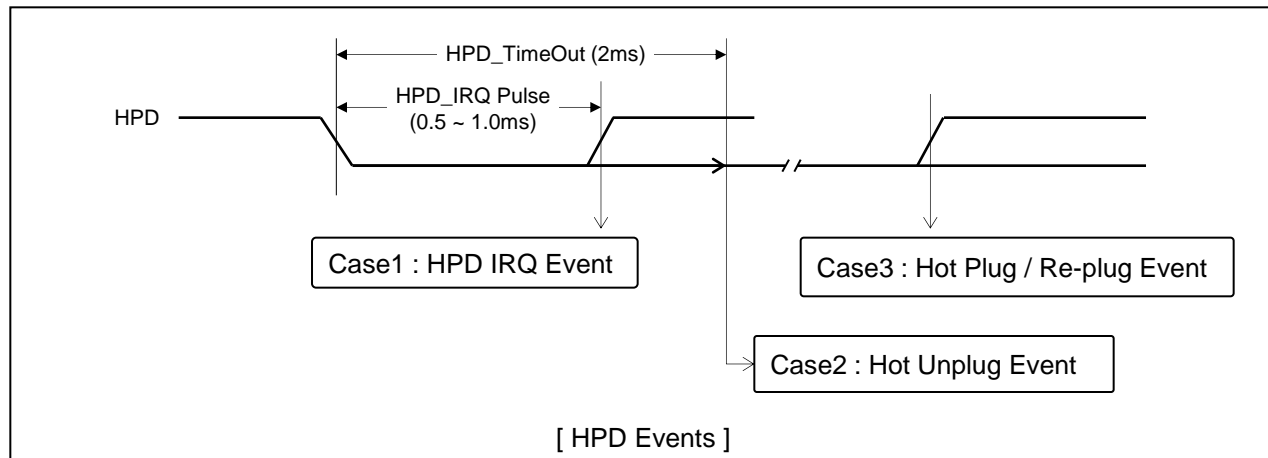 HPD_TimeOut (2ms)
HPD_IRQ Pulse
(0.5 ~ 1.0ms)
HPD
Case1 : HPD IRQ Event
Case3 : Hot Plug / Re-plug Event
Case2 : Hot Unplug Event
[ HPD Events ]